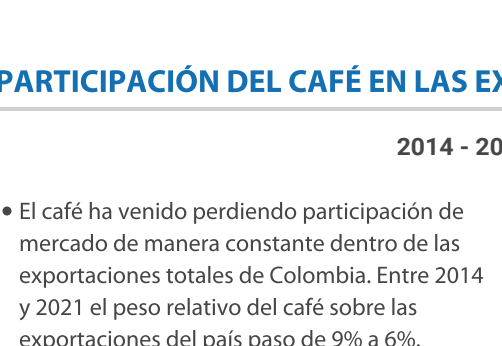 PARTICIPACIÓN DEL CAFÉ EN LAS
2014 - 20
• El café ha venido perdiendo participación de
mercado de manera constante dentro de las
exportaciones totales de Colombia. Entre 2014
y 2021 el peso relativo del café sobre las
exportaciones del país paso de 9% a 6%.